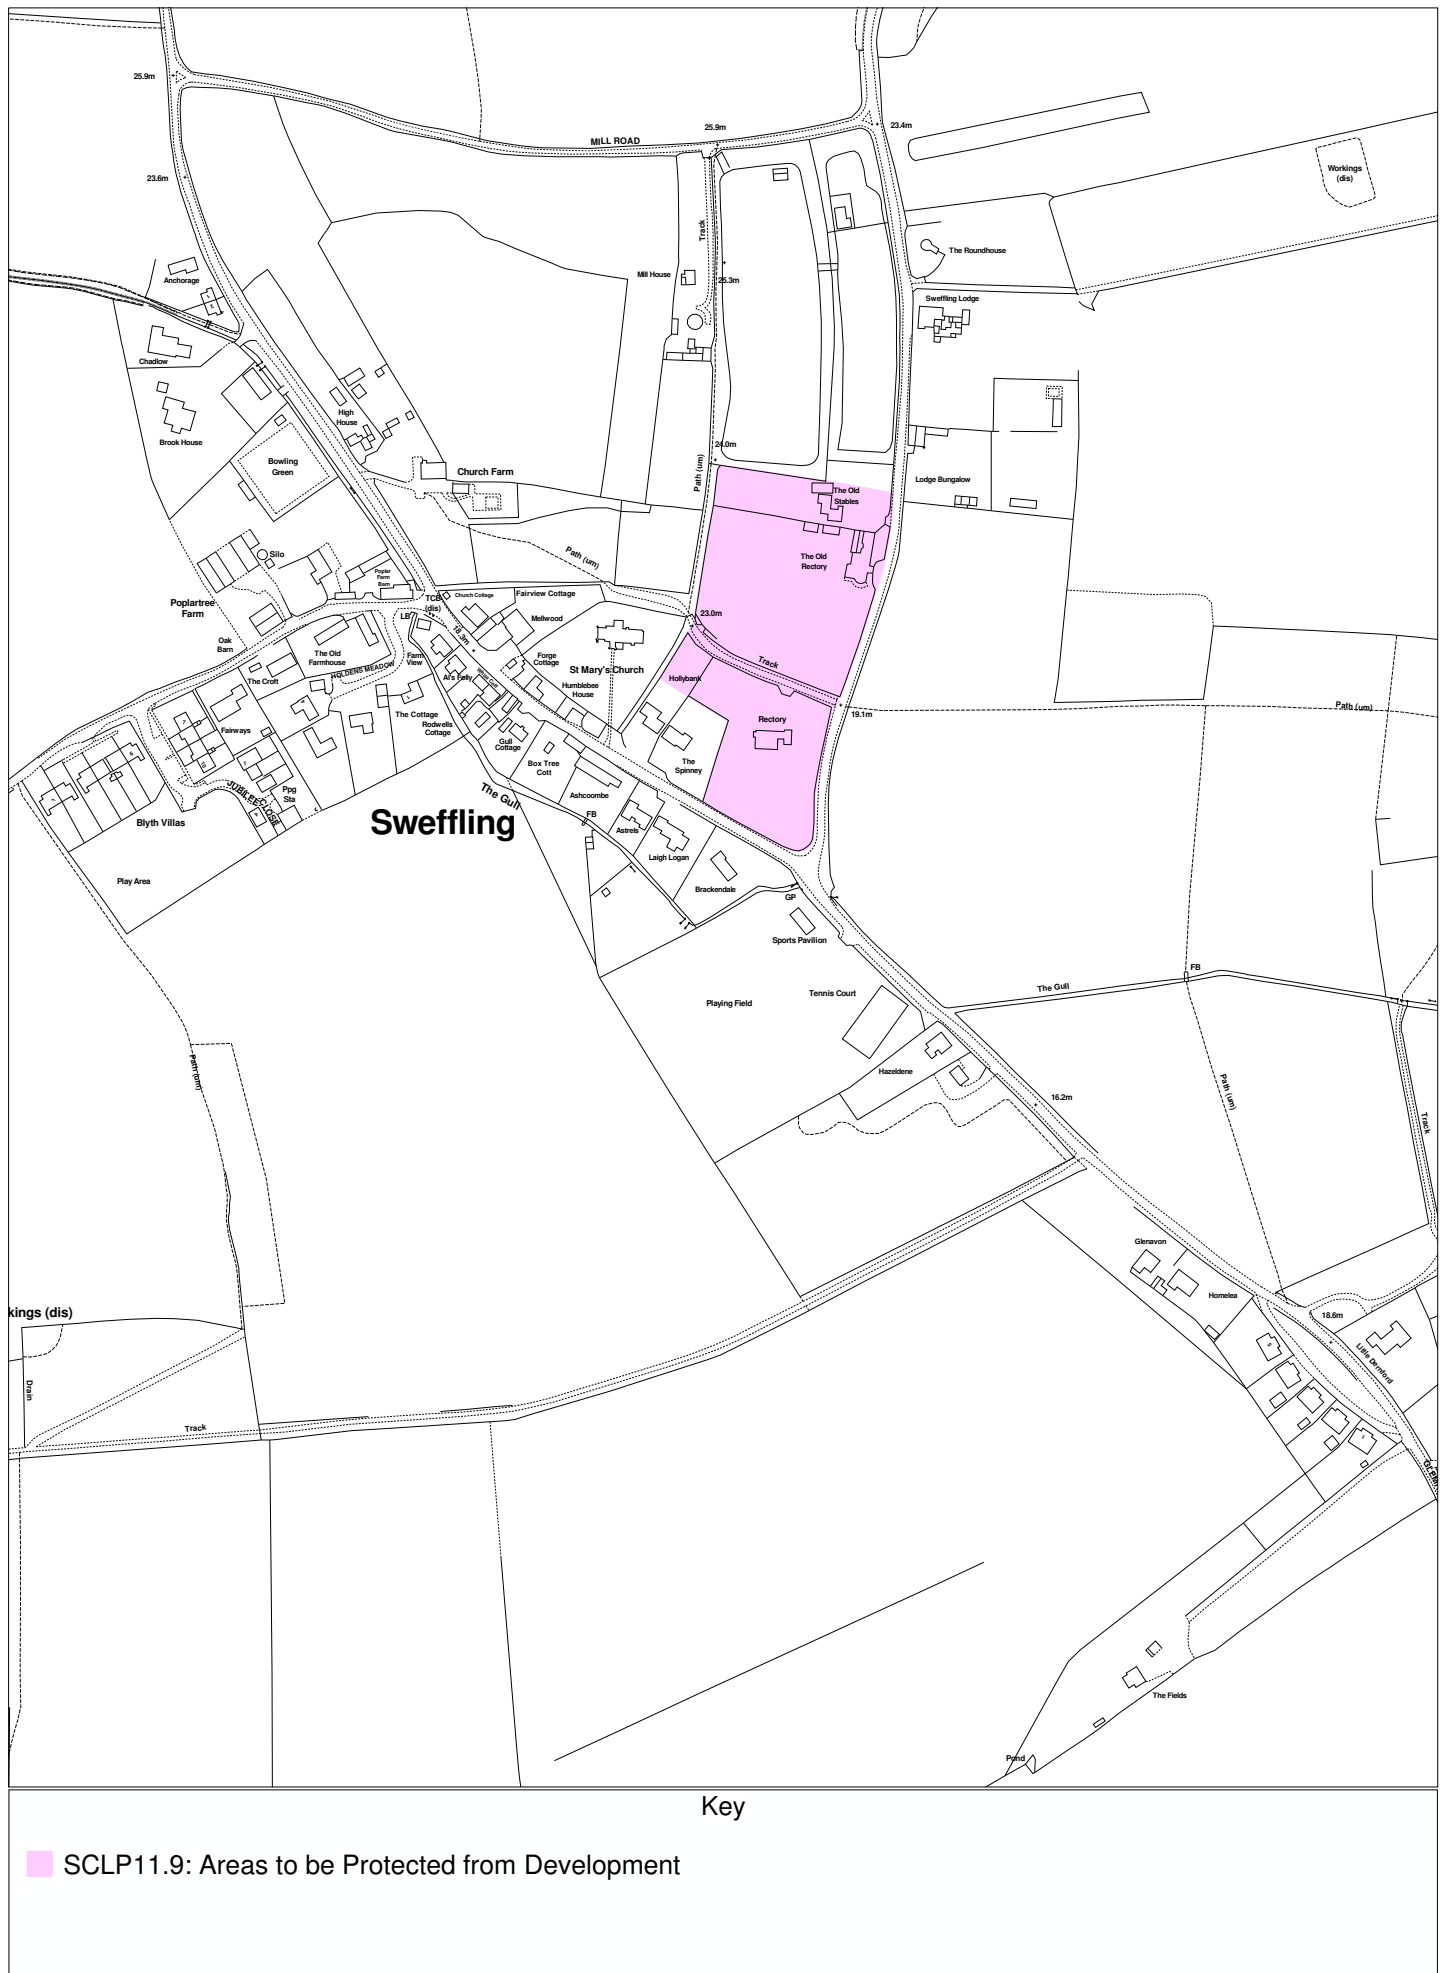 25.9m
25.9m
23.4m
MILL ROAD
Workings
(dis)
23.6m
Track
The Roundhouse
Mill House
25.3m
Anchorage
Sweffling Lodge
Chadlow
High
House
Brook House
24.0m
Bowling
Green
Church Farm
Path (um)
Lodge Bungalow
The Old
Stables
Silo
Path (um)
The Old
Rectory
Poplar
Farm
Barn
Poplartree
Farm
TCB
(dis)
Church Cottage
Fairview Cottage
LB
23.0m
Mellwood
18.3m
Oak
Barn
The Old
Farmhouse
Farm
View
Forge
Cottage
St Mary's Church
Track
HOLDENS MEADOW
Al's Folly
White Gull
Hollybank
The Croft
Humblebee
House
The Cottage
Rodwells
Cottage
Path (um)
19.1m
Rectory
Fairways
Gull
Cottage
Box Tree
Cott
The
Spinney
JUBILEE CLOSE
Ppg
Sta
The Gull
Ashcoombe
Blyth Villas
Sweffling
FB
Astrels
Laigh Logan
Play Area
Brackendale
GP
Sports Pavilion
FB
The Gull
Tennis Court
Playing Field
Path (um)
Hazeldene
Path (um)
16.2m
Track
Glenavon
Homelea
18.6m
kings (dis)
Little Dernford
Drain
Track
The Fields
Pond
Key
SCLP11.9: Areas to be Protected from Development